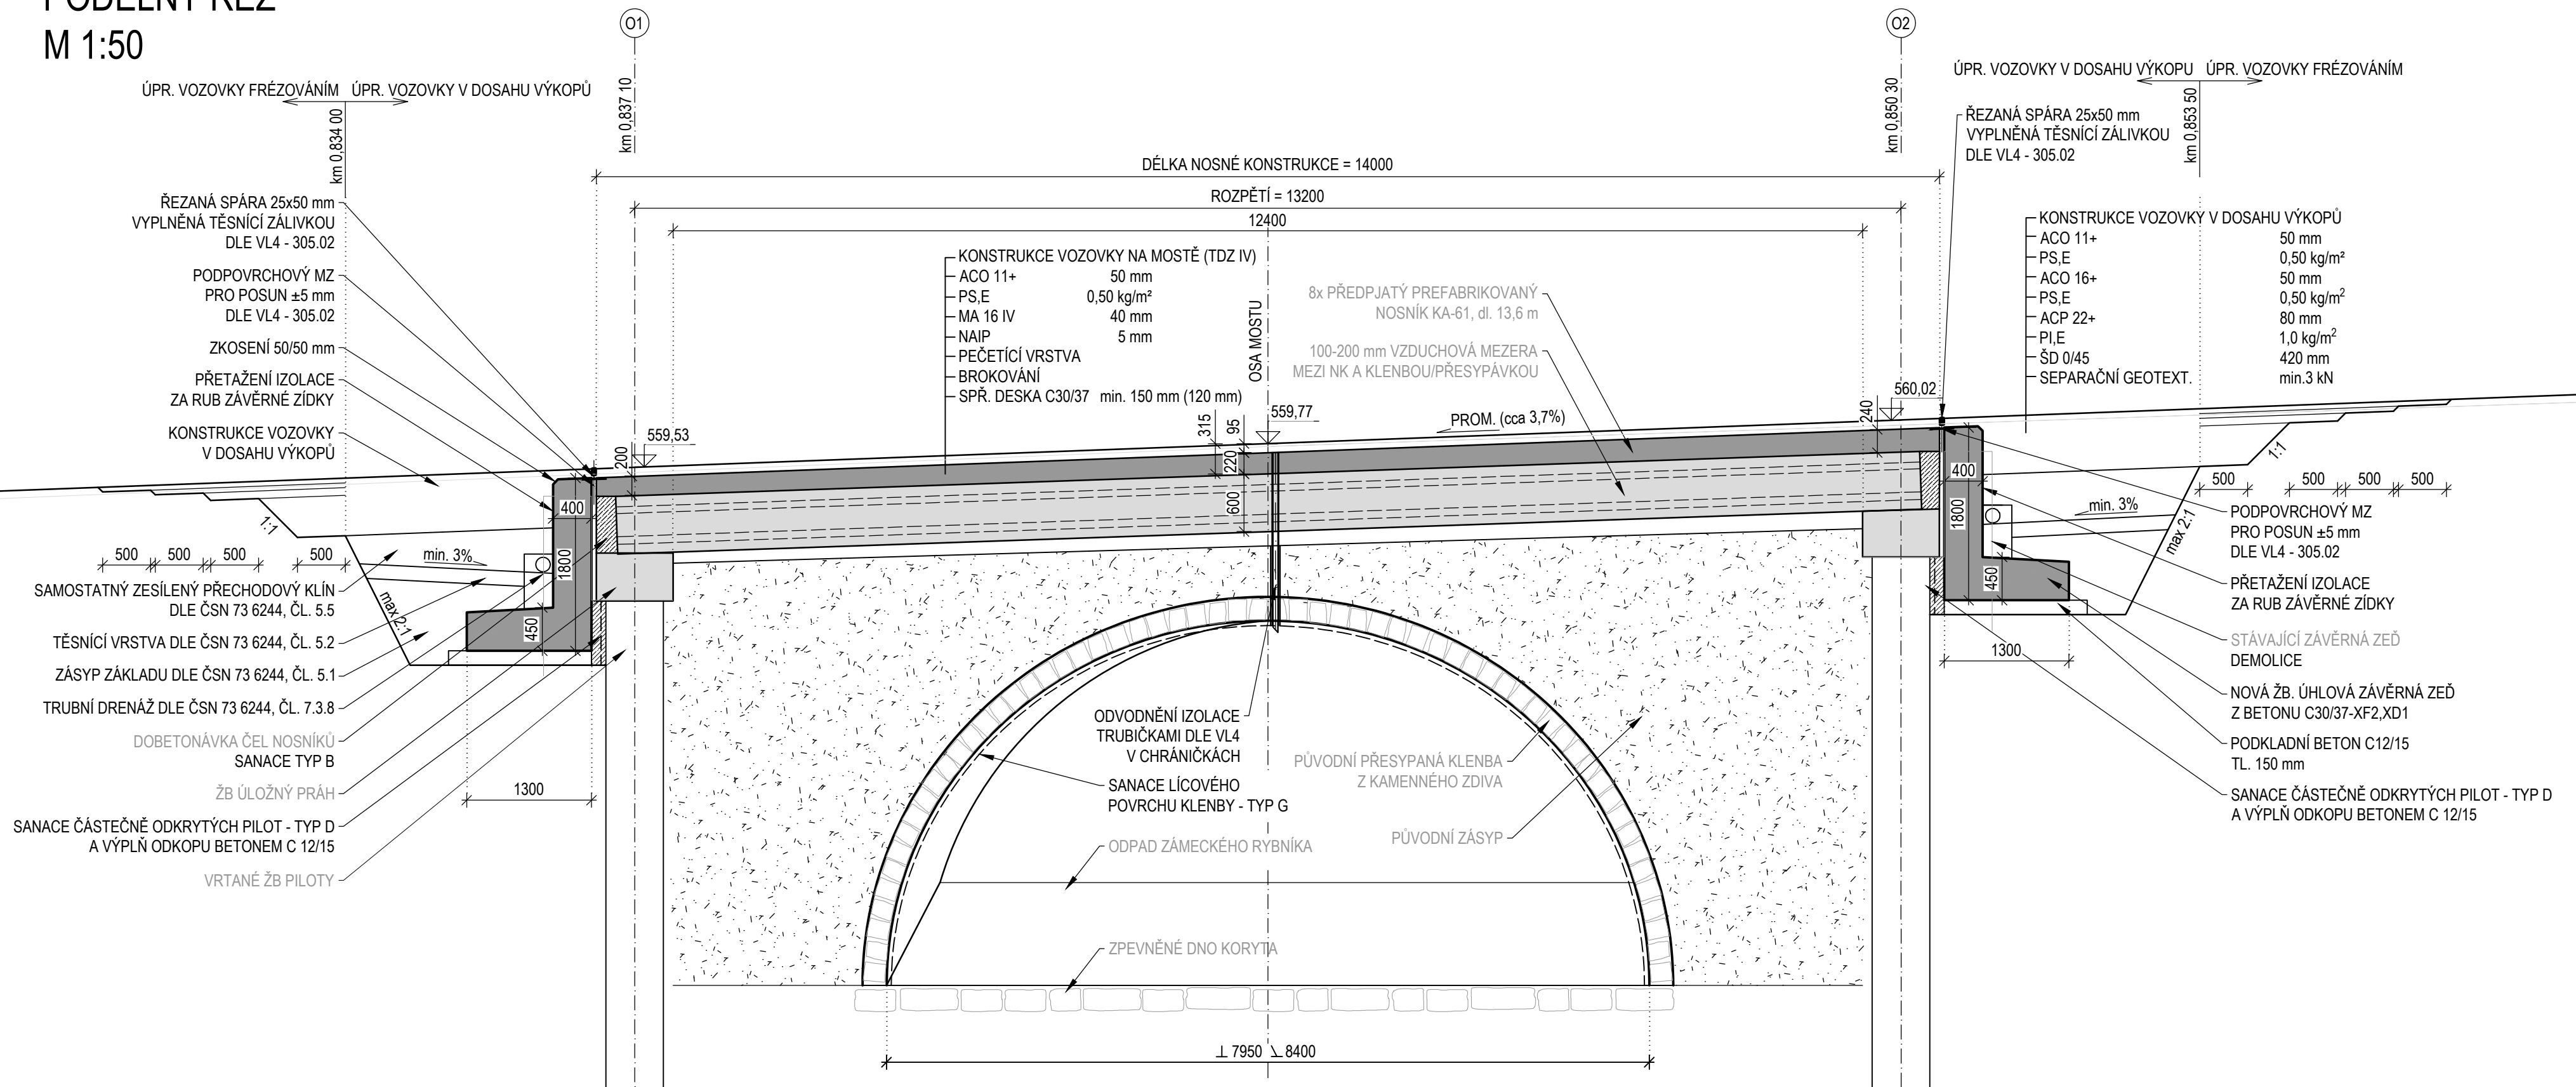 PODÉLNÝ ŘEZ
M 1:50
O1
O2
ÚPR. VOZOVKY FRÉZOVÁNÍM
ÚPR. VOZOVKY V DOSAHU VÝKOPŮ
km 0,834 00
km 0,837 10
km 0,850 30
ÚPR. VOZOVKY V DOSAHU VÝKOPU
ÚPR. VOZOVKY FRÉZOVÁNÍM
km 0,853 50
ŘEZANÁ SPÁRA 25x50 mm
VYPLNĚNÁ TĚSNÍCÍ ZÁLIVKOU
DLE VL4 - 305.02
DÉLKA NOSNÉ KONSTRUKCE = 14000
ROZPĚTÍ = 13200
12400
ŘEZANÁ SPÁRA 25x50 mm
VYPLNĚNÁ TĚSNÍCÍ ZÁLIVKOU
DLE VL4 - 305.02
PODPOVRCHOVÝ MZ
PRO POSUN ±5 mm
DLE VL4 - 305.02
ZKOSENÍ 50/50 mm
PŘETAŽENÍ IZOLACE
ZA RUB ZÁVĚRNÉ ZÍDKY
KONSTRUKCE VOZOVKY
V DOSAHU VÝKOPŮ
KONSTRUKCE VOZOVKY NA MOSTĚ (TDZ IV)
ACO 11+ 50 mm
PS,E 0,50 kg/m²
MA 16 IV 40 mm
NAIP 5 mm
PEČETÍCÍ VRSTVA
BROKOVÁNÍ
SPŘ. DESKA C30/37 min. 150 mm (120 mm)
OSA MOSTU
8x PŘEDPJATÝ PREFABRIKOVANÝ
NOSNÍK KA-61, dl. 13,6 m
100-200 mm VZDUCHOVÁ MEZERA
MEZI NK A KLENBOU/PŘESYPÁVKOU
KONSTRUKCE VOZOVKY V DOSAHU VÝKOPŮ
ACO 11+ 50 mm
PS,E 0,50 kg/m²
ACO 16+ 50 mm
PS,E 0,50 kg/m²
ACP 22+ 80 mm
PI,E 1,0 kg/m²
ŠD 0/45 420 mm
SEPARAČNÍ GEOTEXT. min.3 kN
559,53
559,77
560,02
PROM. (cca 3,7%)
200
315
95
220
600
240
400
1800
450
1:1
max 2:1
min. 3%
500
500
500
500
400
1800
450
1:1
max 2:1
min. 3%
500
500
500
500
SAMOSTATNÝ ZESÍLENÝ PŘECHODOVÝ KLÍN
DLE ČSN 73 6244, ČL. 5.5
TĚSNÍCÍ VRSTVA DLE ČSN 73 6244, ČL. 5.2
ZÁSYP ZÁKLADU DLE ČSN 73 6244, ČL. 5.1
TRUBNÍ DRENÁŽ DLE ČSN 73 6244, ČL. 7.3.8
DOBETONÁVKA ČEL NOSNÍKŮ
SANACE TYP B
ŽB ÚLOŽNÝ PRÁH
SANACE ČÁSTEČNĚ ODKRYTÝCH PILOT - TYP D
A VÝPLŇ ODKOPU BETONEM C 12/15
VRTANÉ ŽB PILOTY
1300
ODVODNĚNÍ IZOLACE
TRUBIČKAMI DLE VL4
V CHRÁNIČKÁCH
SANACE LÍCOVÉHO
POVRCHU KLENBY - TYP G
ODPAD ZÁMECKÉHO RYBNÍKA
ZPEVNĚNÉ DNO KORYTA
PŮVODNÍ PŘESYPANÁ KLENBA
Z KAMENNÉHO ZDIVA
PŮVODNÍ ZÁSYP
⊥ 7950 8400
PODPOVRCHOVÝ MZ
PRO POSUN ±5 mm
DLE VL4 - 305.02
PŘETAŽENÍ IZOLACE
ZA RUB ZÁVĚRNÉ ZÍDKY
STÁVAJÍCÍ ZÁVĚRNÁ ZEĎ
DEMOLICE
1300
NOVÁ ŽB. ÚHLOVÁ ZÁVĚRNÁ ZEĎ
Z BETONU C30/37-XF2,XD1
PODKLADNÍ BETON C12/15
TL. 150 mm
SANACE ČÁSTEČNĚ ODKRYTÝCH PILOT - TYP D
A VÝPLŇ ODKOPU BETONEM C 12/15